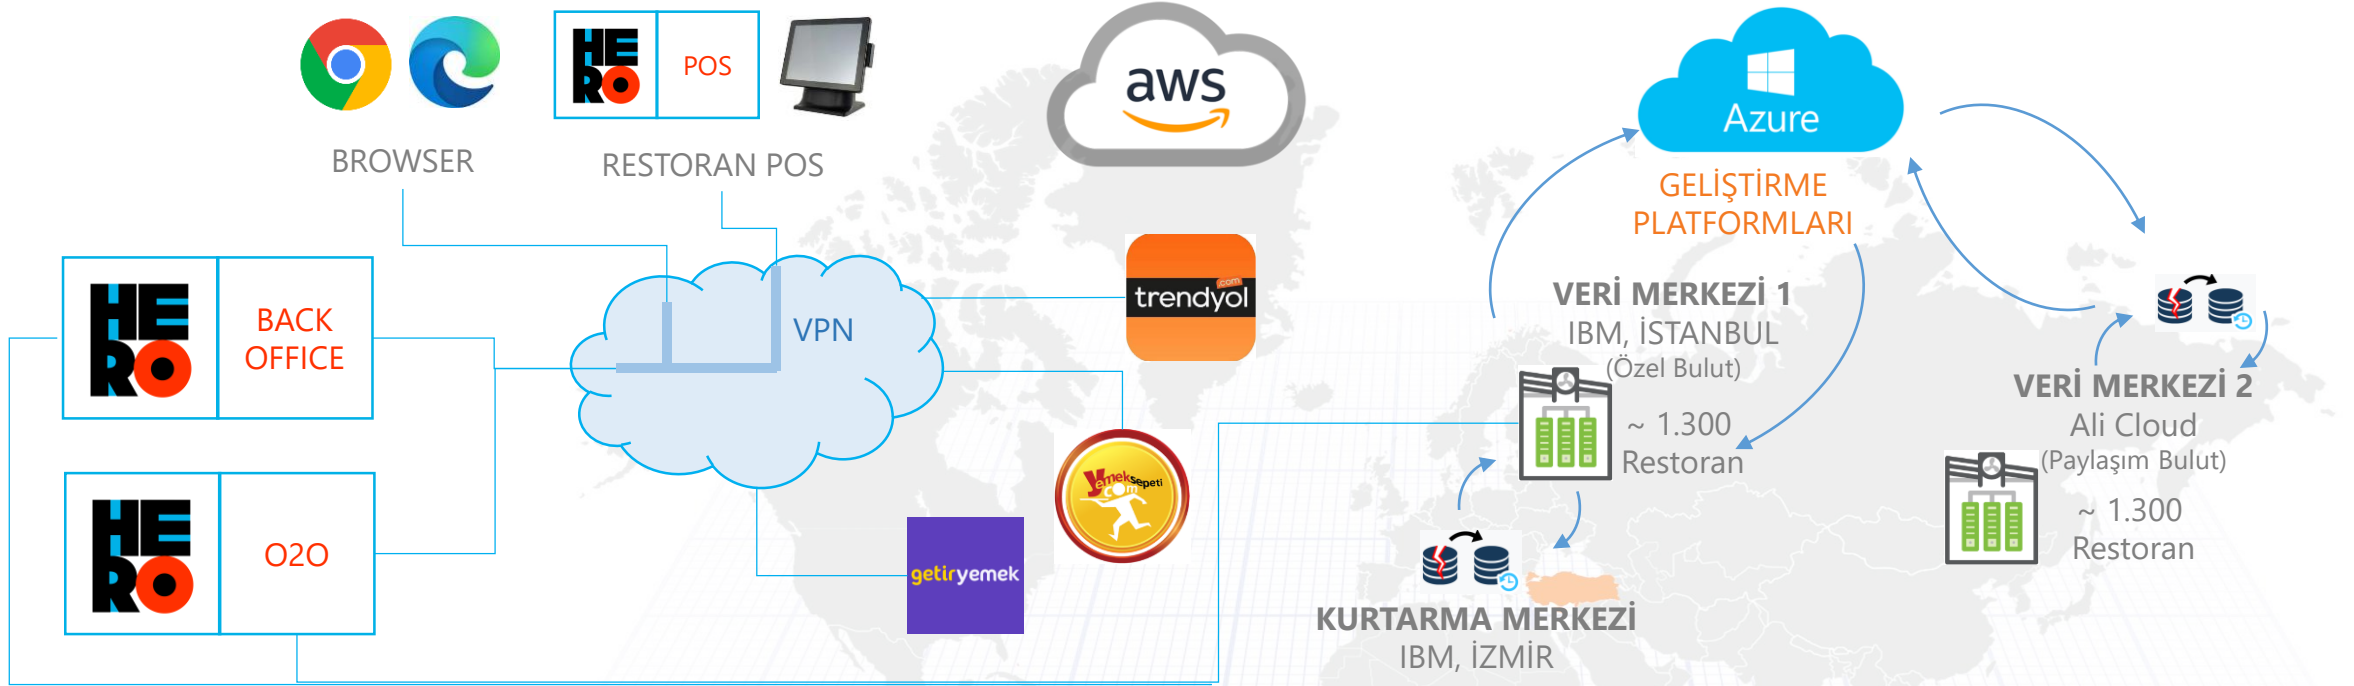 HE
RO
POS
BROWSER
RESTORAN POS
aws
Azure
GELİŞTİRME
PLATFORMLARI
HE
RO
BACK
OFFICE
VPN
.com
trendyol
VERİ MERKEZİ 1
IBM, İSTANBUL
(Özel Bulut)
~ 1.300
Restoran
VERİ MERKEZİ 2
Ali Cloud
(Paylaşım Bulut)
~ 1.300
Restoran
HE
RO
O2O
Yemeksepeti
com
getiryemek
KURTARMA MERKEZİ
IBM, İZMİR